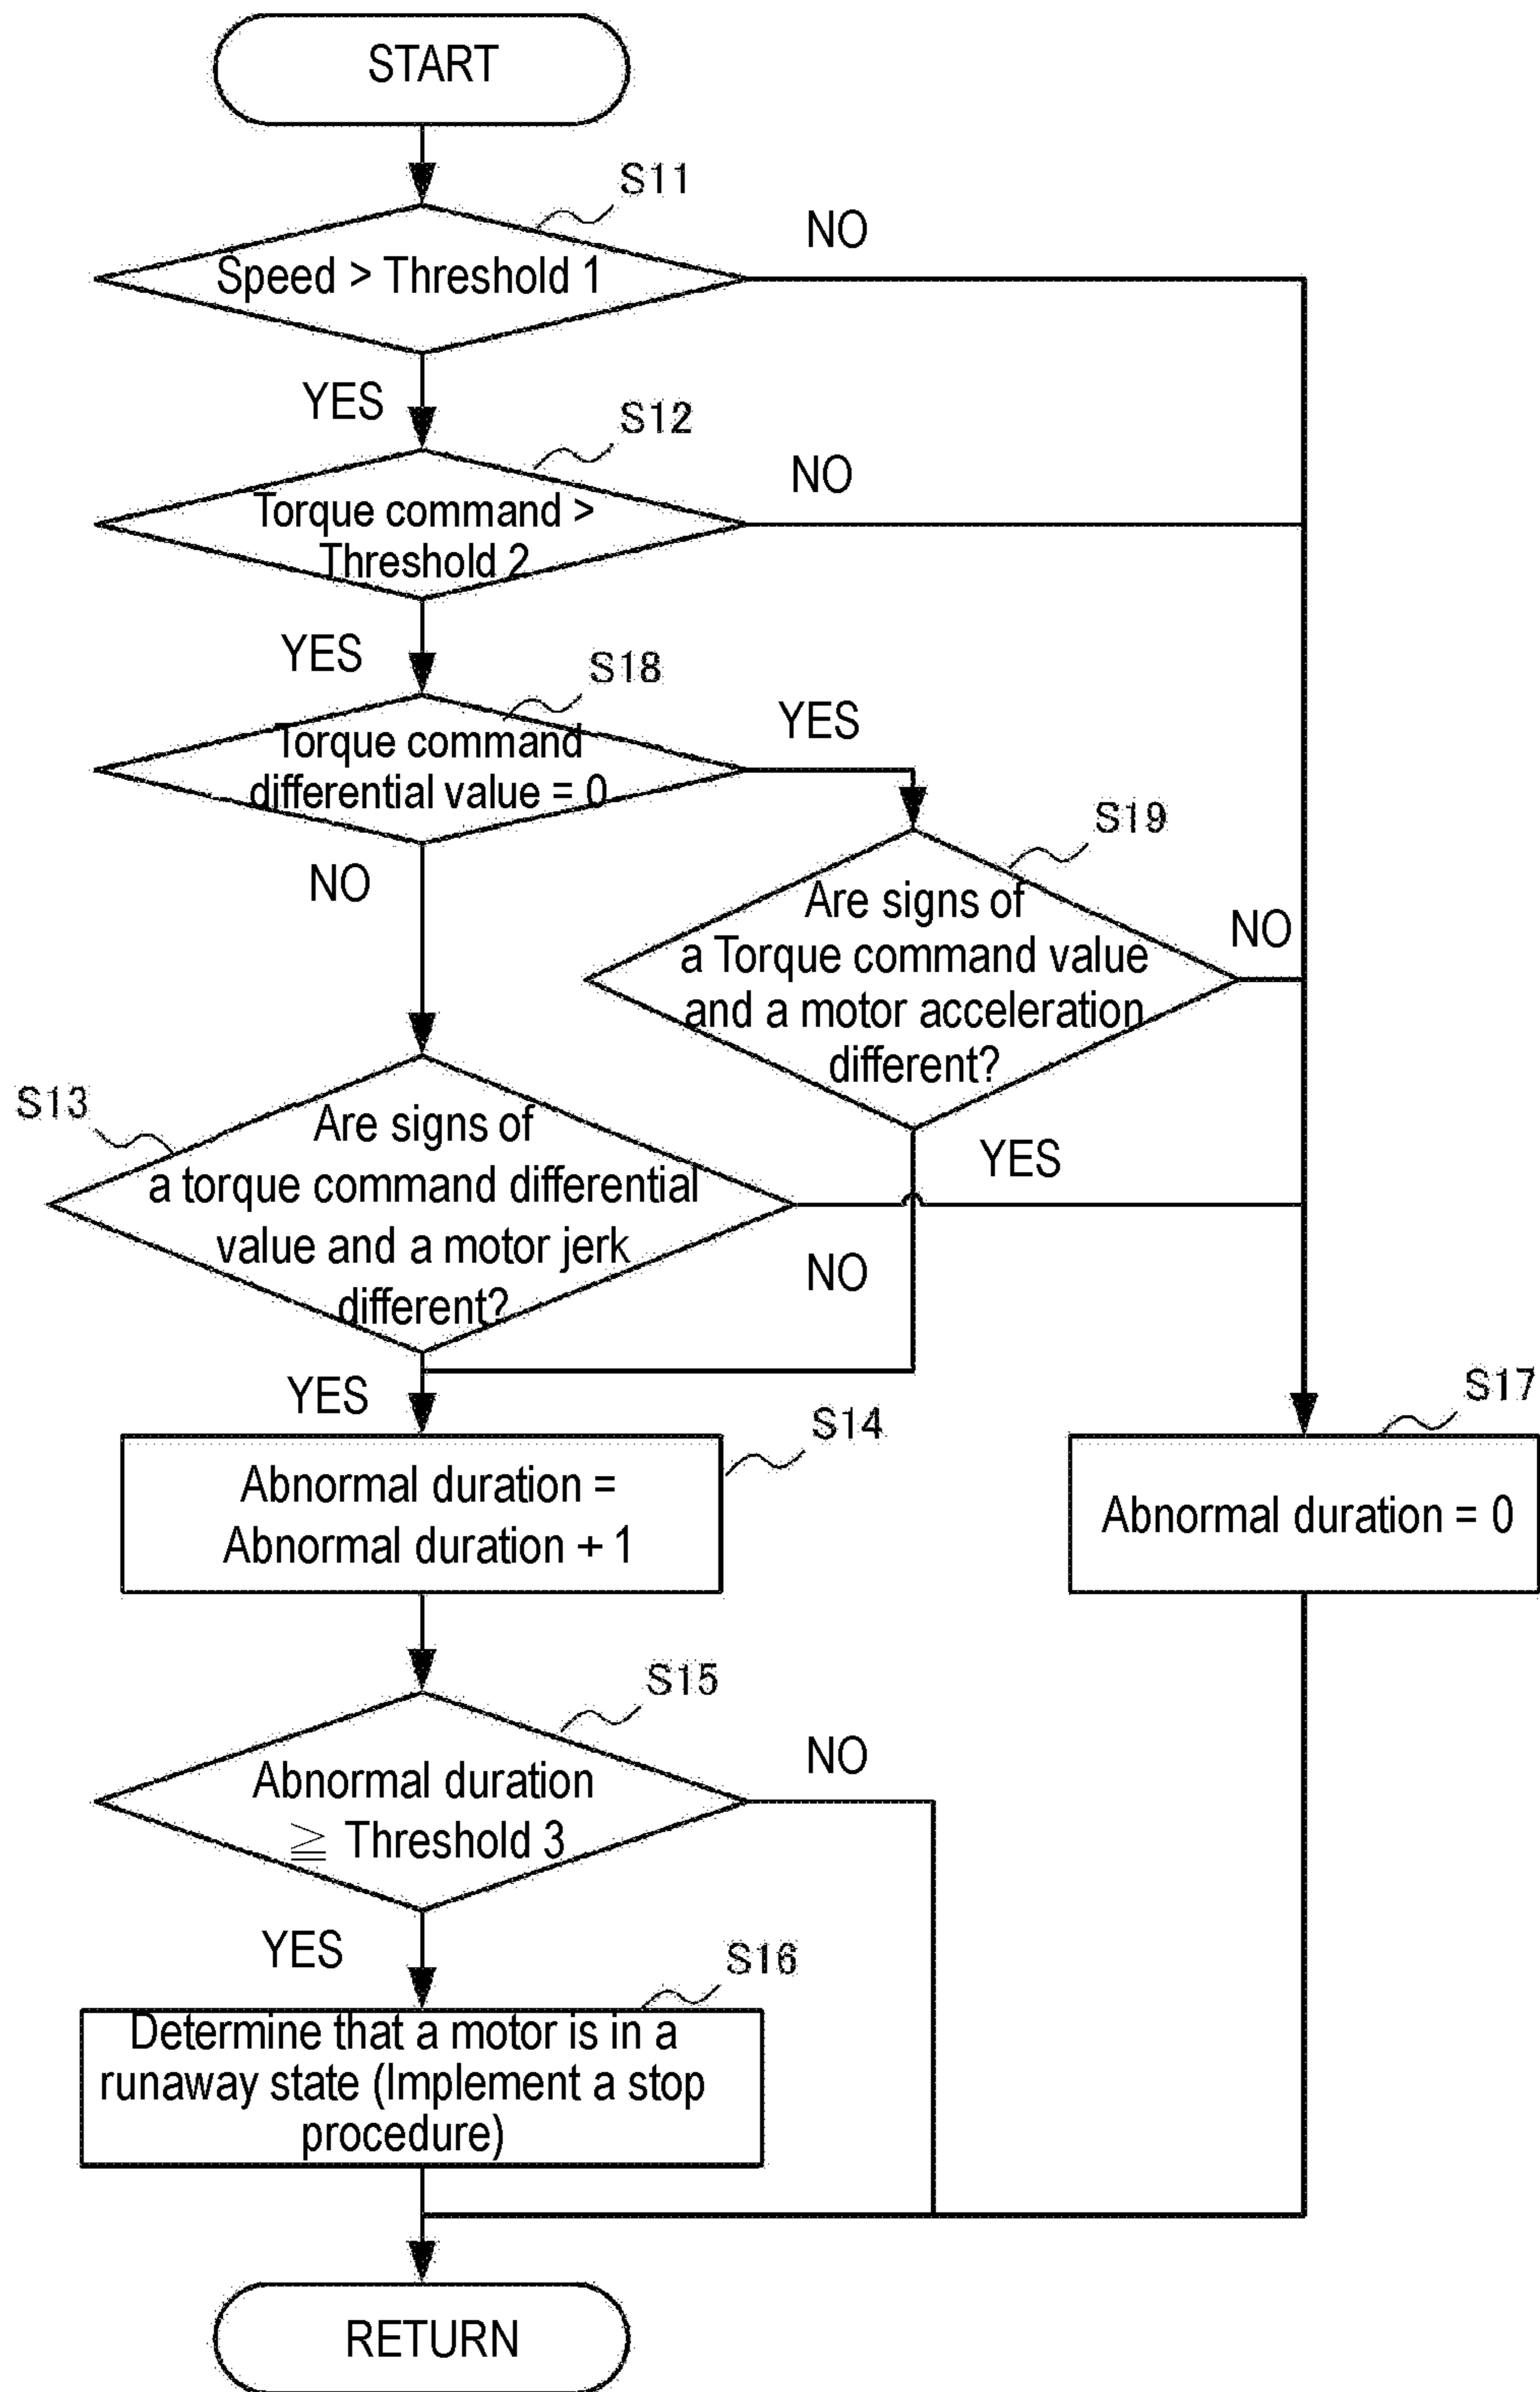 START
S11
NO
Speed > Threshold 1
YES
S12
NO
Torque command >
Threshold 2
YES
S18
YES
Torque command
differential value = 0
S19
NO
Are signs of
a Torque command value
and a motor acceleration
different?
NO
S13
Are signs of
a torque command differential
value and a motor jerk
different?
YES
NO
YES
S14
S17
Abnormal duration =
Abnormal duration + 1
Abnormal duration = 0
S15
NO
Abnormal duration
≧ Threshold 3
YES
S16
Determine that a motor is in a
runaway state (Implement a stop
procedure)
RETURN